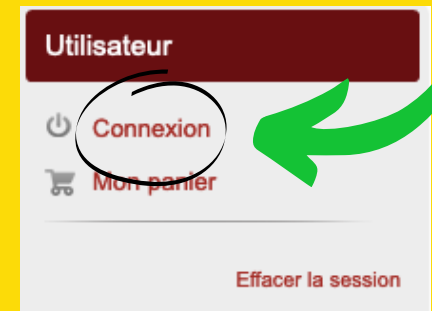 Utilisateur
Connexion
Mon panier
Effacer la session